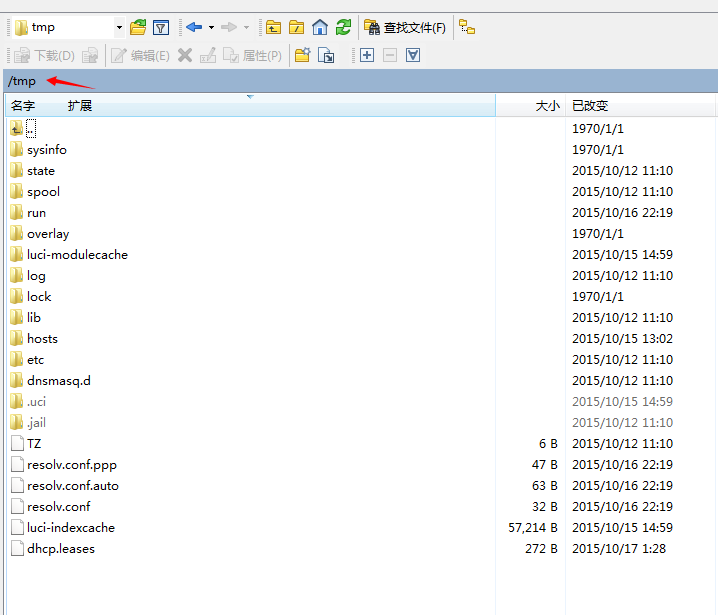 tmp 查找文件(F)
下载(D) 编辑(E) 属性(P)
/tmp
名字 扩展 大小 已改变
.. 1970/1/1
sysinfo 1970/1/1
state 2015/10/12 11:10
spool 2015/10/12 11:10
run 2015/10/16 22:19
overlay 1970/1/1
luci-modulecache 2015/10/15 14:59
log 2015/10/12 11:10
lock 1970/1/1
lib 2015/10/12 11:10
hosts 2015/10/15 13:02
etc 2015/10/12 11:10
dnsmasq.d 2015/10/12 11:10
.uci 2015/10/15 14:59
.jail 2015/10/12 11:10
TZ 6 B 2015/10/12 11:10
resolv.conf.ppp 47 B 2015/10/16 22:19
resolv.conf.auto 63 B 2015/10/16 22:19
resolv.conf 32 B 2015/10/16 22:19
luci-indexcache 57,214 B 2015/10/15 14:59
dhcp.leases 272 B 2015/10/17 1:28